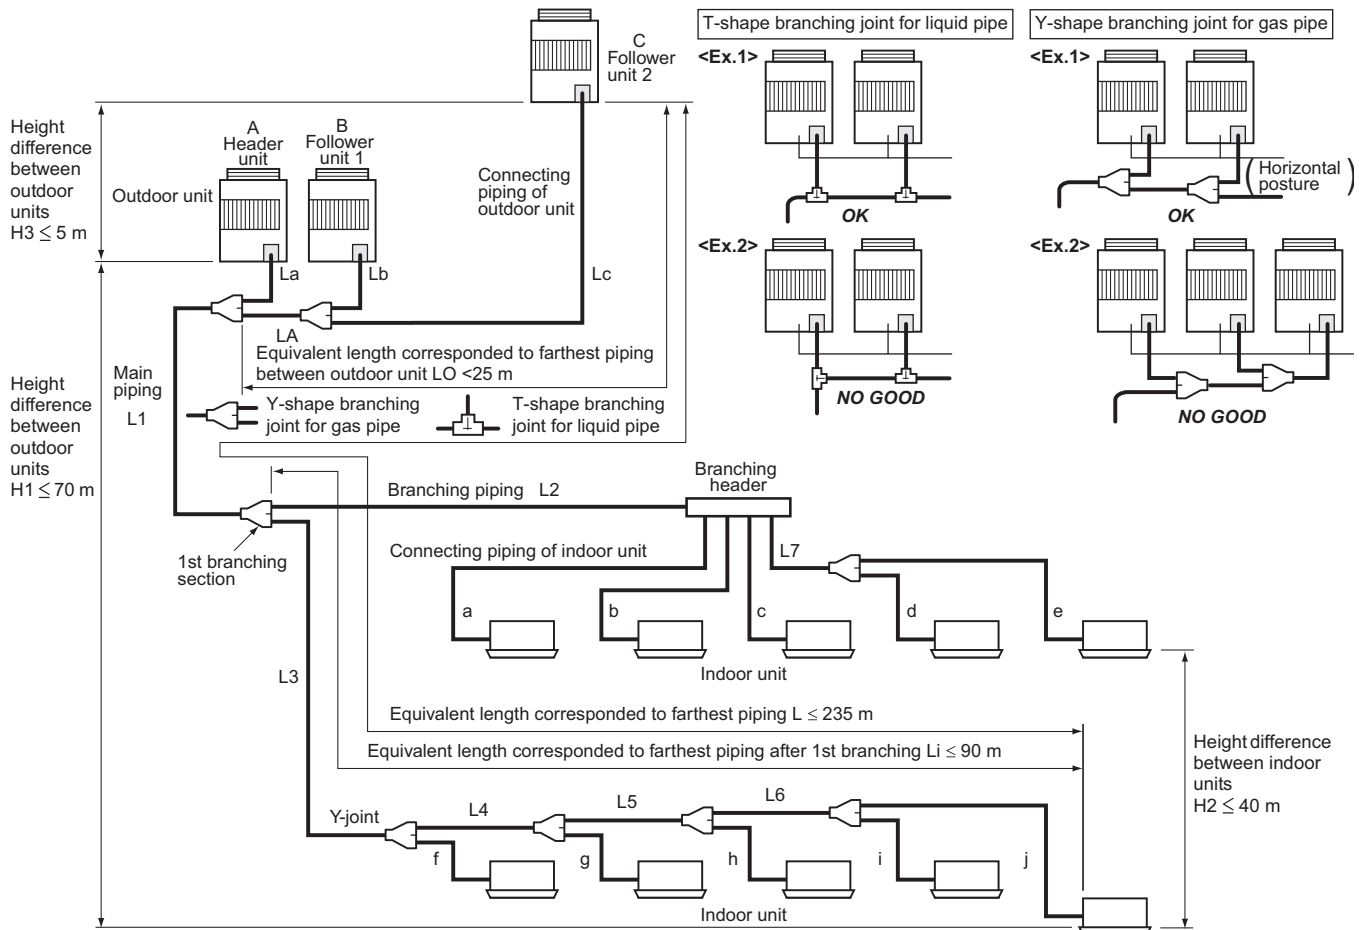 C
Follower
unit 2
A
Header
unit
B
Follower
unit 1
Height
difference
between
outdoor
units
H3 ≤ 5 m
Outdoor unit
Connecting
piping of
outdoor unit
La
Lb
Lc
LA
Equivalent length corresponded to farthest piping
between outdoor unit LO <25 m
Main
piping
L1
Height
difference
between
outdoor
units
H1 ≤ 70 m
Y-shape branching
joint for gas pipe
T-shape branching
joint for liquid pipe
T-shape branching joint for liquid pipe
<Ex.1>
OK
<Ex.2>
NO GOOD
Y-shape branching joint for gas pipe
<Ex.1>
(Horizontal
posture)
OK
<Ex.2>
NO GOOD
Branching piping L2
Branching
header
1st branching
section
Connecting piping of indoor unit
L7
a
b
c
d
e
Indoor unit
L3
Equivalent length corresponded to farthest piping L ≤ 235 m
Equivalent length corresponded to farthest piping after 1st branching Li ≤ 90 m
Height difference
between indoor
units
H2 ≤ 40 m
Y-joint
L4
L5
L6
f
g
h
i
j
Indoor unit